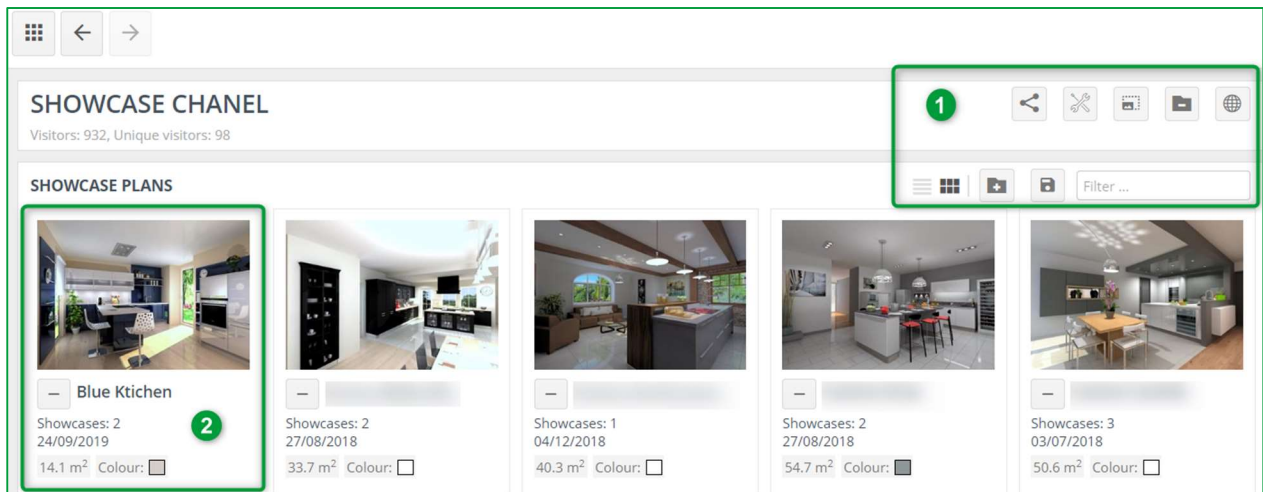 SHOWCASE CHANEL
Visitors: 932, Unique visitors: 98
1
SHOWCASE PLANS
Filter ...
Blue Ktichen
Showcases: 2
24/09/2019
14.1 m² Colour:
2
Showcases: 2
27/08/2018
33.7 m² Colour:
Showcases: 1
04/12/2018
40.3 m² Colour:
Showcases: 2
27/08/2018
54.7 m² Colour:
Showcases: 3
03/07/2018
50.6 m² Colour: